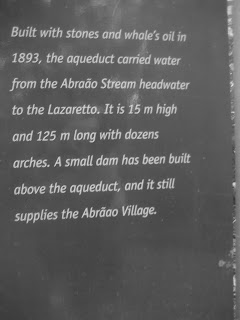 Built with stones and whale's oil in
1893, the aqueduct carried water
from the Abraão Stream headwater
to the Lazaretto. It is 15 m high
and 125 m long with dozens
arches. A small dam has been built
above the aqueduct, and it still
supplies the Abrãao Village.